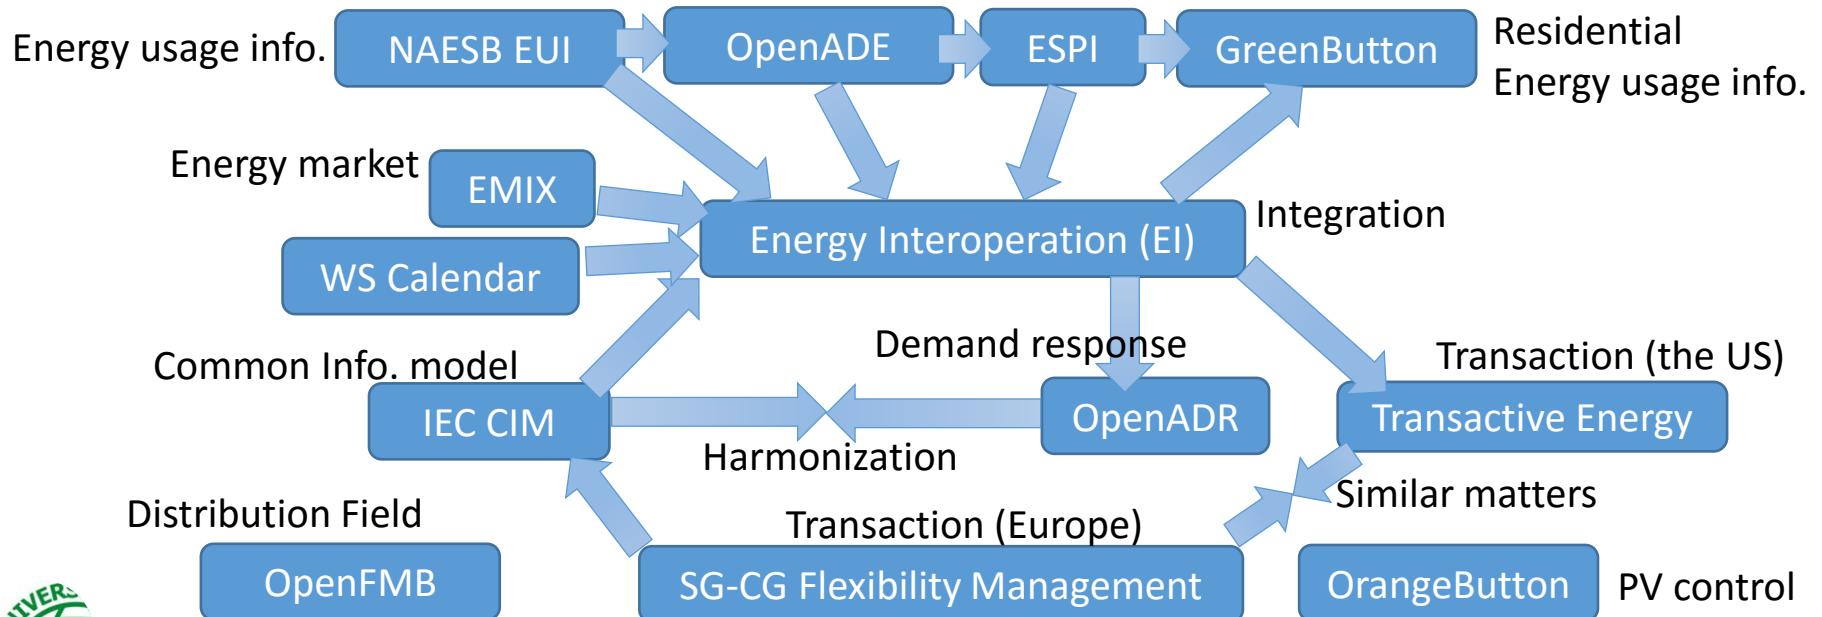 Energy usage info.
NAESB EUI
OpenADE
ESPI
GreenButton
Residential
Energy usage info.
Energy market
EMIX
WS Calendar
Energy Interoperation (EI)
Integration
Common Info. model
Demand response
Transaction (the US)
IEC CIM
OpenADR
Transactive Energy
Harmonization
Similar matters
Distribution Field
Transaction (Europe)
OpenFMB
SG-CG Flexibility Management
OrangeButton
PV control